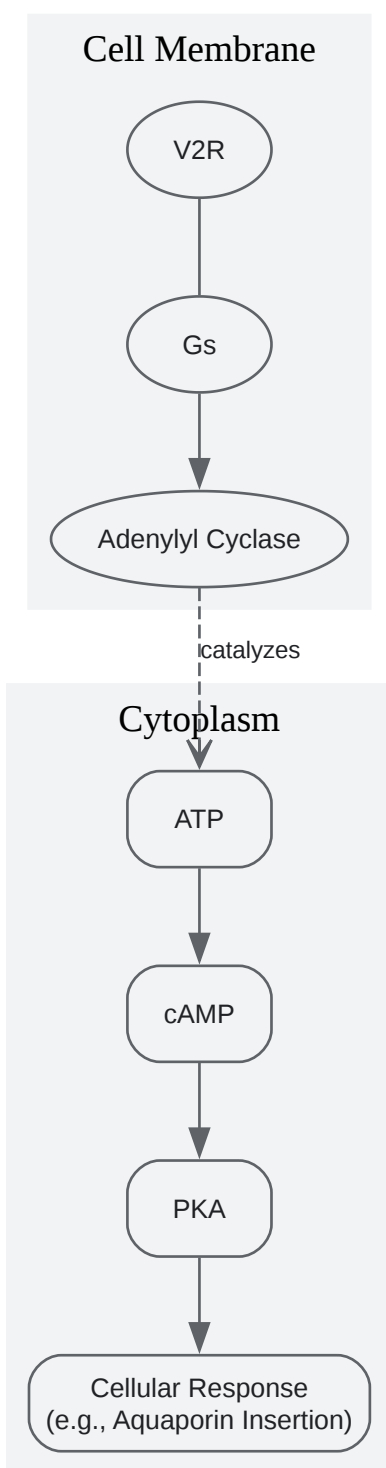 Cell Membrane
V2R
Gs
Adenylyl Cyclase
catalyzes
Cytoplasm
ATP
cAMP
PKA
Cellular Response
(e.g., Aquaporin Insertion)